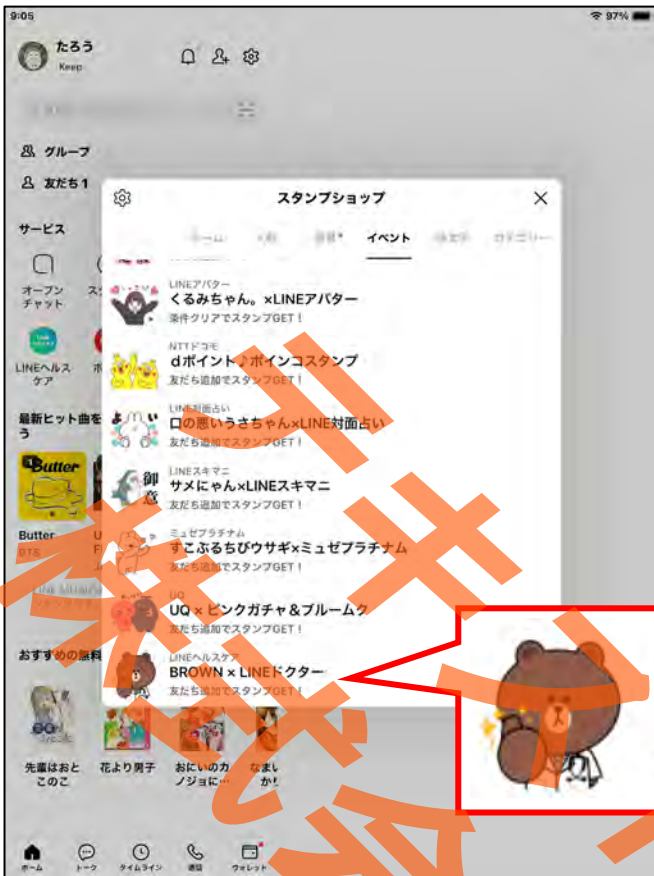 9:05
97%
たろう
Keep
グループ
友だち 1
サービス
オープン
チャット
LINEヘルス
ケア
最新ヒット曲を
う
Butter
Butter
BTS
おすすめの無料
先輩はおと
このこ
花より男子
おにいのカ
ノジョに…
なまい
かり
ホーム
トーク
タイムライン
通話
ウォレット
スタンプショップ
イベント
LINEアバター
くるみちゃん。×LINEアバター
条件クリアでスタンプGET！
NTTドコモ
dポイント♪ポインコスタンプ
友だち追加でスタンプGET！
LINE対面占い
口の悪いうさちゃん×LINE対面占い
友だち追加でスタンプGET！
LINEスキマニ
サメにゃん×LINEスキマニ
友だち追加でスタンプGET！
ミュゼプラチナム
すこぶるちびウサギ×ミュゼプラチナム
友だち追加でスタンプGET！
UQ
UQ × ピンクガチャ＆ブルームク
友だち追加でスタンプGET！
LINEヘルスケア
BROWN × LINEドクター
友だち追加でスタンプGET！